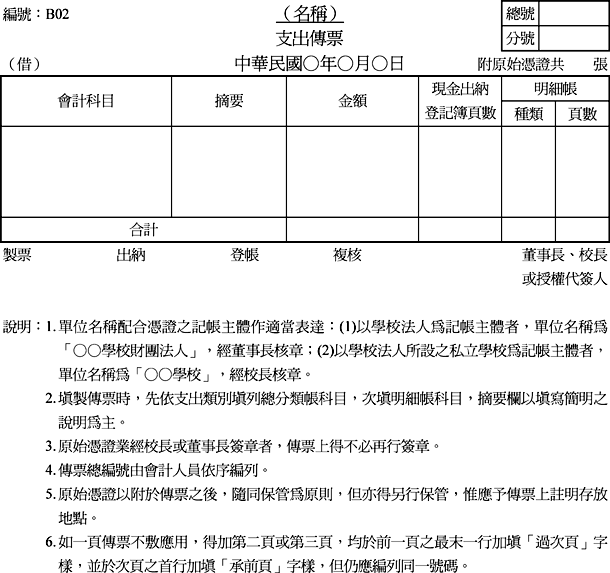 編號：B02
（名稱）
總號
支出傳票
分號
（借） 中華民國○年○月○日 附原始憑證共 張
會計科目 摘要 金額 現金出納登記簿頁數 明細帳
種類 頁數
合計
製票 出納 登帳 複核 董事長、校長
或授權代簽人
說明：1.單位名稱配合憑證之記帳主體作適當表達：(1)以學校法人為記帳主體者，單位名稱為
「○○學校財團法人」，經董事長核章；(2)以學校法人所設之私立學校為記帳主體者，
單位名稱為「○○學校」，經校長核章。
2.填製傳票時，先依支出類別填列總分類帳科目，次填明細帳科目，摘要欄以填寫簡明之
說明為主。
3.原始憑證業經校長或董事長簽章者，傳票上得不必再行簽章。
4.傳票總編號由會計人員依序編列。
5.原始憑證以附於傳票之後，隨同保管為原則，但亦得另行保管，惟應予傳票上註明存放
地點。
6.如一頁傳票不敷應用，得加第二頁或第三頁，均於前一頁之最末一行加填「過次頁」字
樣，並於次頁之首行加填「承前頁」字樣，但仍應編列同一號碼。